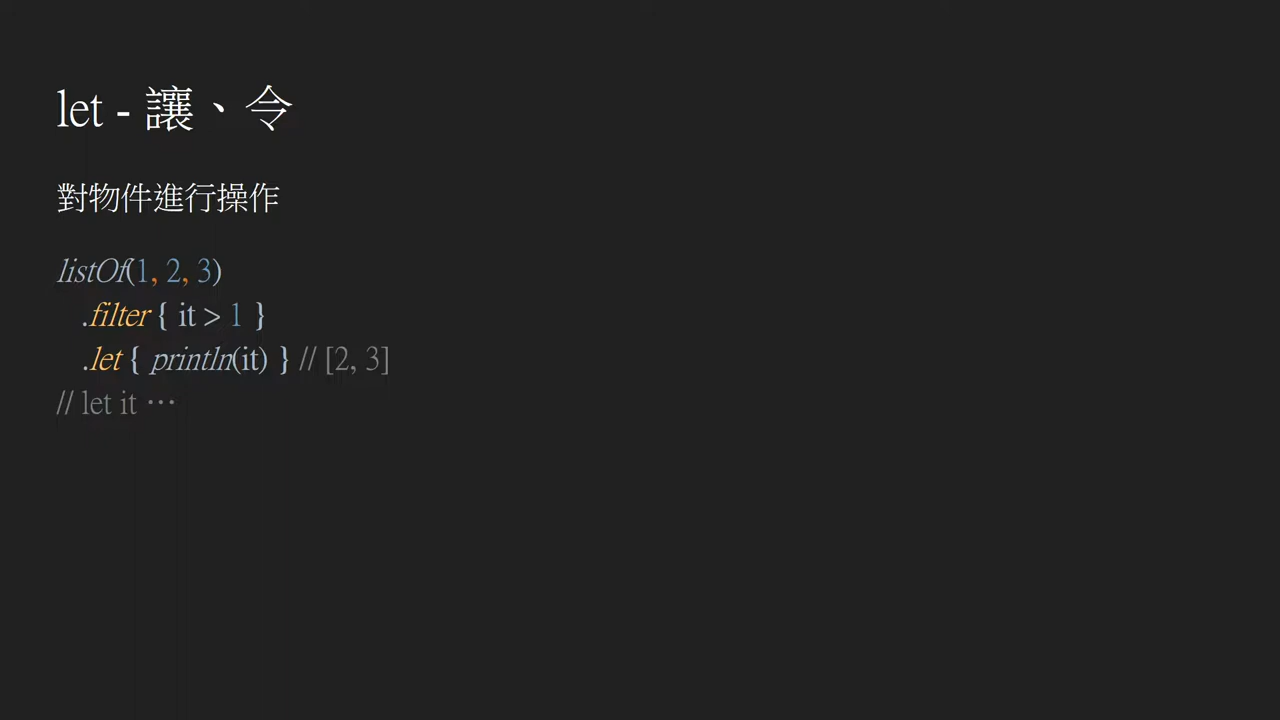 let - 讓、令
對物件進行操作
listOf(1, 2, 3)
.filter { it > 1 }
.let { println(it) } // [2, 3]
// let it ⋯